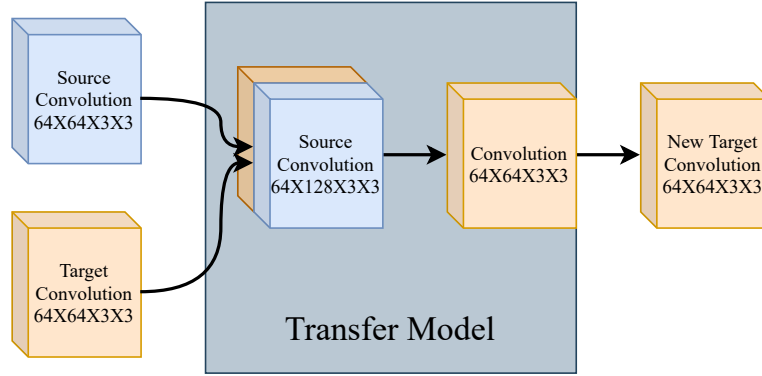 Source
Convolution
64X64X3X3
Target
Convolution
64X64X3X3
Source
Convolution
64X128X3X3
Convolution
64X64X3X3
New Target
Convolution
64X64X3X3
Transfer Model